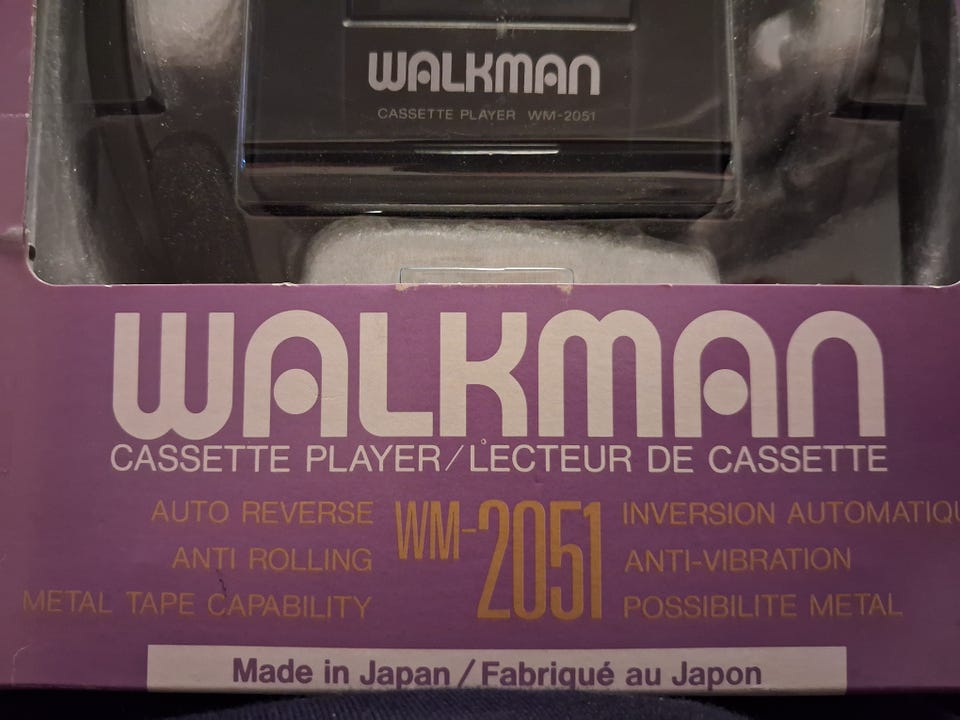 WALKMAN
CASSETTE PLAYER WM-2051
WALKMAN
CASSETTE PLAYER/LECTEUR DE CASSETTE
AUTO REVERSE
ANTI ROLLING
METAL TAPE CAPABILITY
WM-2051
INVERSION AUTOMATIQU
ANTI-VIBRATION
POSSIBILITE METAL
Made in Japan / Fabriqué au Japon